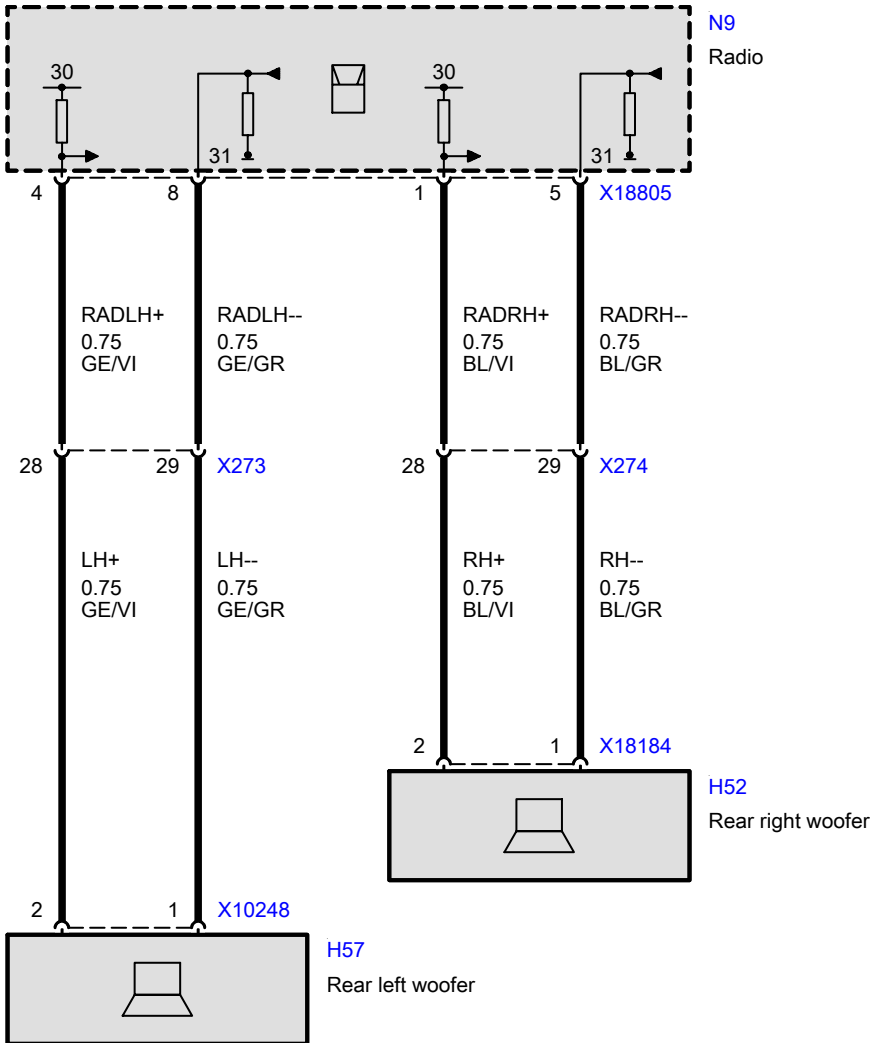 N9
Radio
30
30
31
31
4
8
1
5
X18805
RADLH+
0.75
GE/VI
RADLH--
0.75
GE/GR
RADRH+
0.75
BL/VI
RADRH--
0.75
BL/GR
28
29
X273
28
29
X274
LH+
0.75
GE/VI
LH--
0.75
GE/GR
RH+
0.75
BL/VI
RH--
0.75
BL/GR
2
1
X18184
H52
Rear right woofer
2
1
X10248
H57
Rear left woofer